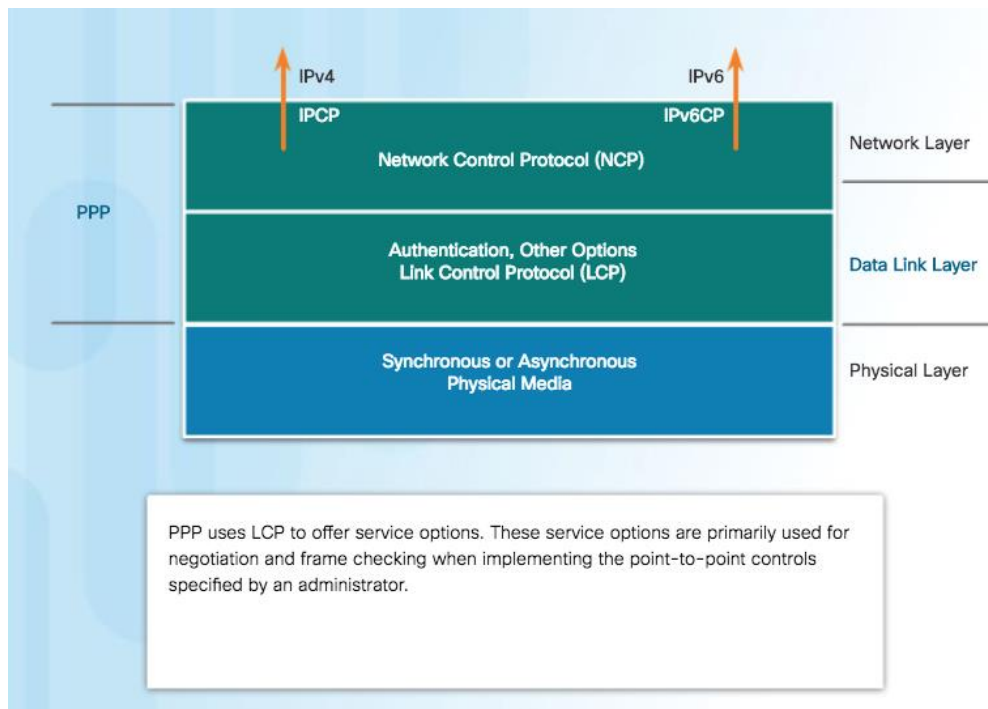 IPv4
IPv6
IPCP
IPv6CP
Network Control Protocol (NCP)
Network Layer
PPP
Authentication, Other Options
Link Control Protocol (LCP)
Data Link Layer
Synchronous or Asynchronous
Physical Media
Physical Layer
PPP uses LCP to offer service options. These service options are primarily used for
negotiation and frame checking when implementing the point-to-point controls
specified by an administrator.